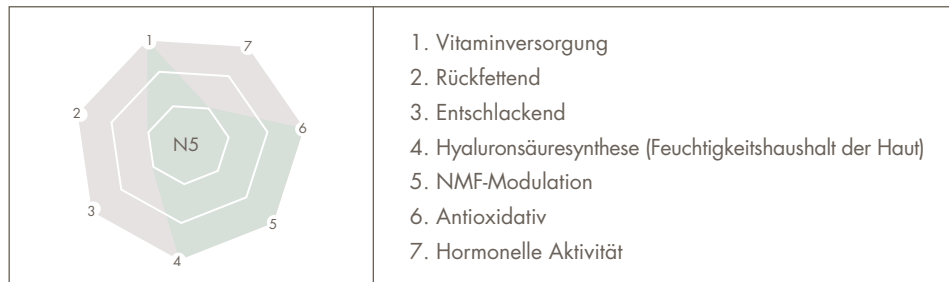 1
7
2
N5
6
3
5
4
1. Vitaminversorgung
2. Rückfettend
3. Entschlackend
4. Hyaluronsäuresynthese (Feuchtigkeitshaushalt der Haut)
5. NMF-Modulation
6. Antioxidativ
7. Hormonelle Aktivität